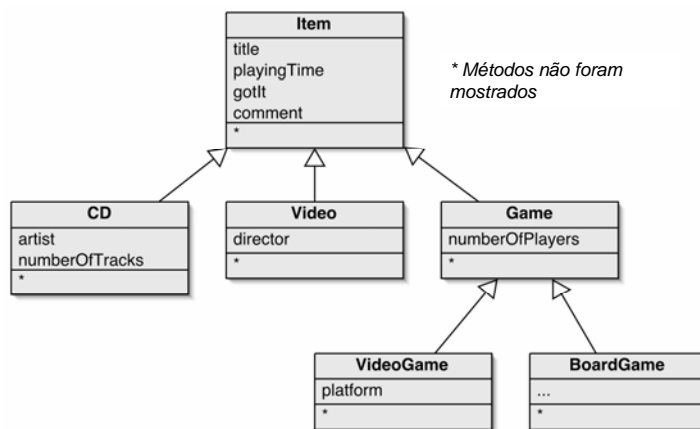 Item
title
playingTime
gotIt
comment
*
* Métodos não foram
mostrados
CD
artist
numberOfTracks
*
Video
director
*
Game
numberOfPlayers
*
VideoGame
platform
*
BoardGame
...
*